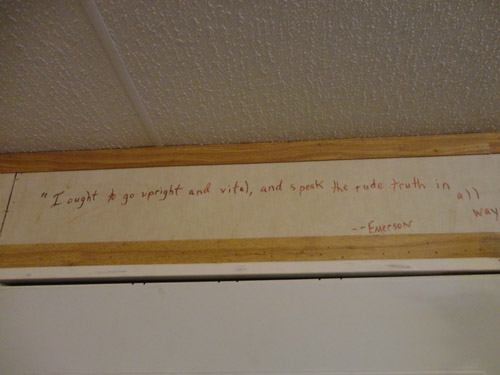 "I ought to go upright and vital, and speak the rude truth in all
way
--Emerson